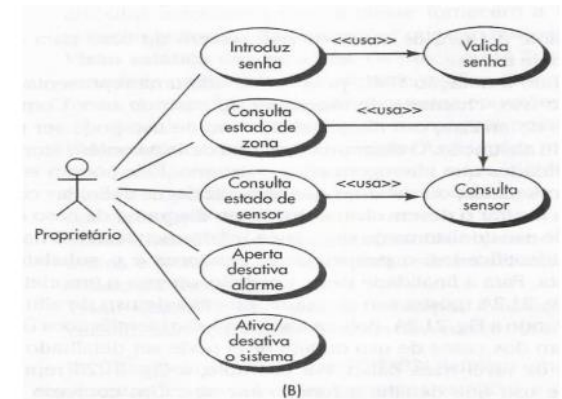 Introduz
senha
<<usa>>
Valida
senha
Consulta
estado de
zona
<<usa>>
Consulta
estado de
sensor
<<usa>>
Consulta
sensor
Proprietário
Aperta
desativa
alarme
Ativa/
desativa
o sistema
(B)